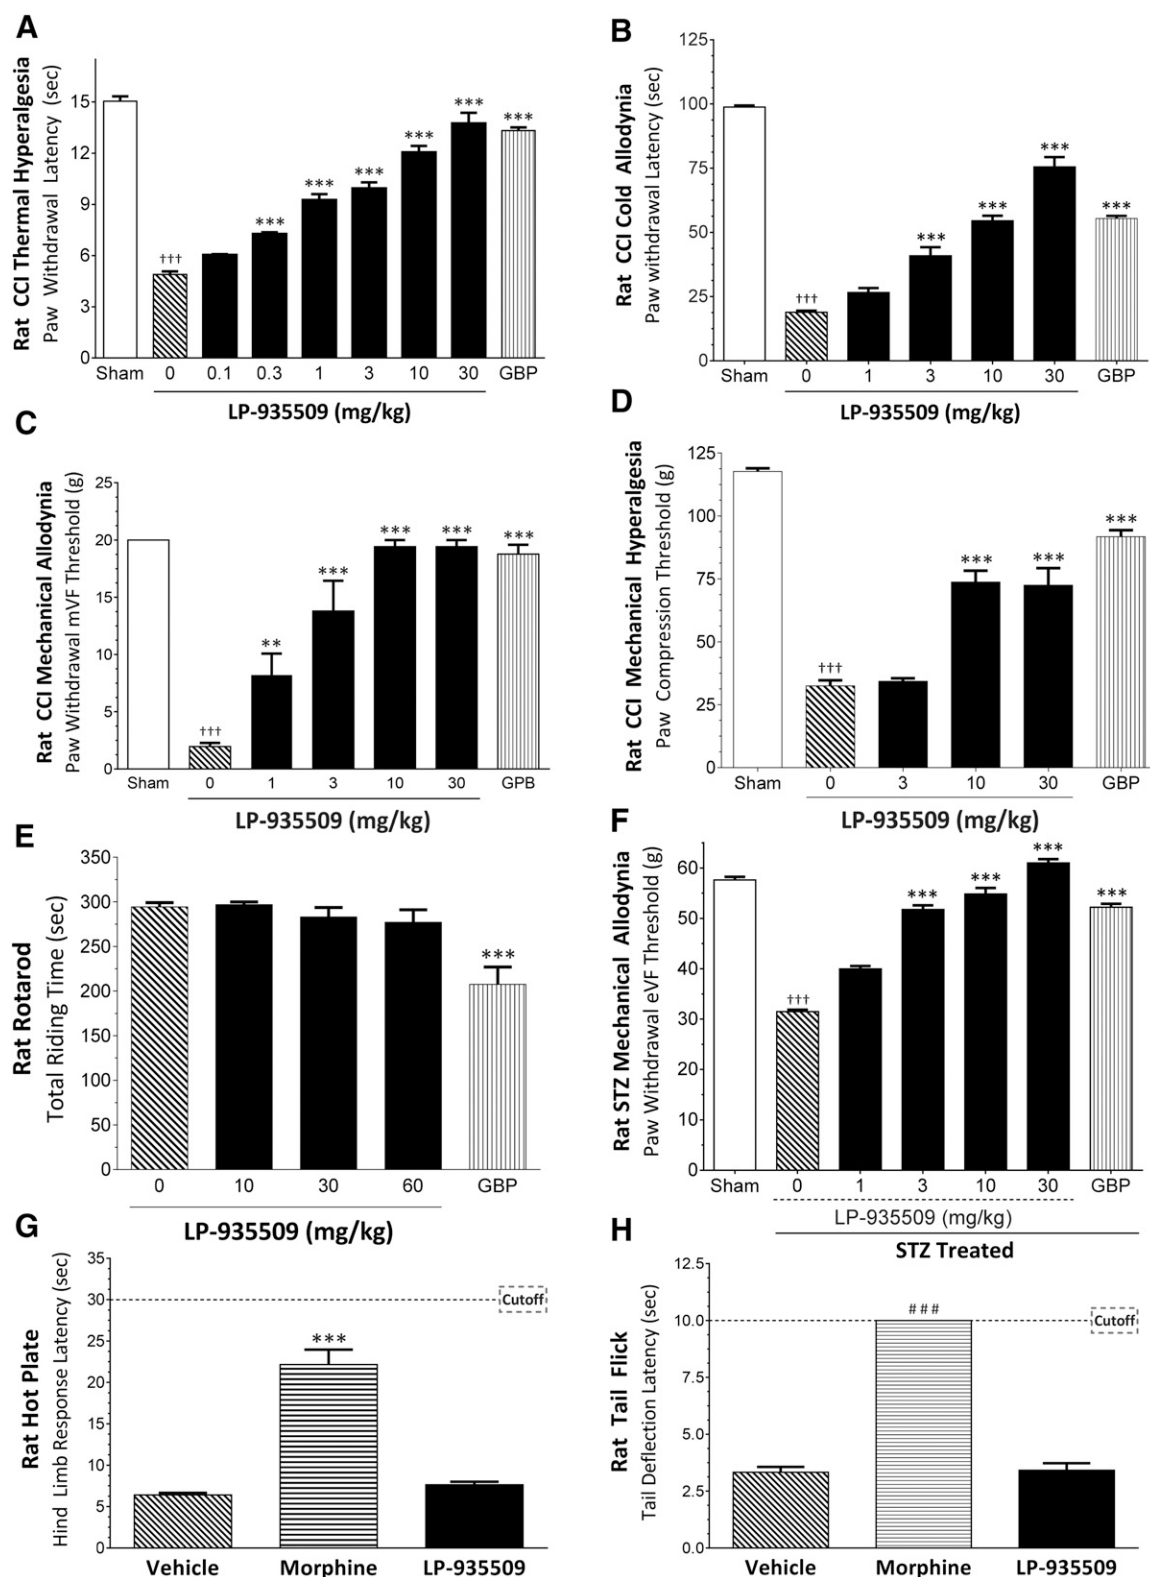 A
Rat CCI Thermal Hyperalgesia
Paw Withdrawal Latency (sec)
15
12
9
6
3
0
†††
***
***
***
***
***
***
Sham 0 0.1 0.3 1 3 10 30 GBP
LP-935509 (mg/kg)
B
Rat CCI Cold Allodynia
Paw withdrawal Latency (sec)
125
100
75
50
25
0
†††
***
***
***
***
Sham 0 1 3 10 30 GBP
LP-935509 (mg/kg)
C
Rat CCI Mechanical Allodynia
Paw Withdrawal mVF Threshold (g)
25
20
15
10
5
0
†††
**
***
***
***
***
Sham 0 1 3 10 30 GPB
LP-935509 (mg/kg)
D
Rat CCI Mechanical Hyperalgesia
Paw Compression Threshold (g)
125
100
75
50
25
0
†††
***
***
***
Sham 0 3 10 30 GBP
LP-935509 (mg/kg)
E
Rat Rotarod
Total Riding Time (sec)
350
300
250
200
150
100
50
0
***
0 10 30 60 GBP
LP-935509 (mg/kg)
F
Rat STZ Mechanical Allodynia
Paw Withdrawal eVF Threshold (g)
60
50
40
30
20
10
0
†††
***
***
***
***
Sham 0 1 3 10 30 GBP
LP-935509 (mg/kg)
STZ Treated
G
Rat Hot Plate
Hind Limb Response Latency (sec)
35
30
25
20
15
10
5
0
Cutoff
***
Vehicle Morphine LP-935509
H
Rat Tail Flick
Tail Deflection Latency (sec)
12.5
10.0
7.5
5.0
2.5
0.0
###
Cutoff
Vehicle Morphine LP-935509